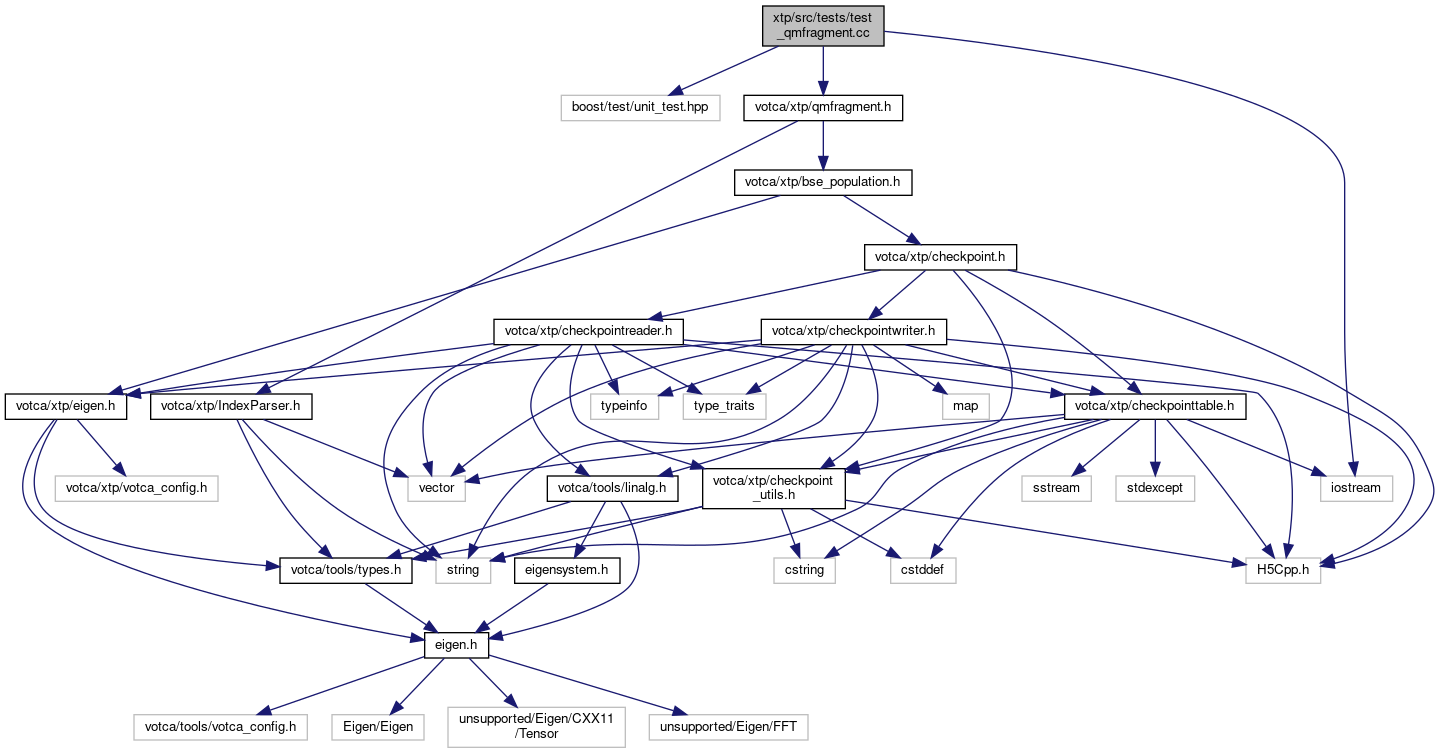 xtp/src/tests/test
_qmfragment.cc
boost/test/unit_test.hpp
votca/xtp/qmfragment.h
votca/xtp/bse_population.h
votca/xtp/checkpoint.h
votca/xtp/checkpointreader.h
votca/xtp/checkpointwriter.h
votca/xtp/eigen.h
votca/xtp/IndexParser.h
typeinfo
type_traits
map
votca/xtp/checkpointtable.h
votca/xtp/votca_config.h
vector
votca/tools/linalg.h
votca/xtp/checkpoint
_utils.h
sstream
stdexcept
iostream
votca/tools/types.h
string
eigensystem.h
cstring
cstddef
H5Cpp.h
eigen.h
votca/tools/votca_config.h
Eigen/Eigen
unsupported/Eigen/CXX11
/Tensor
unsupported/Eigen/FFT